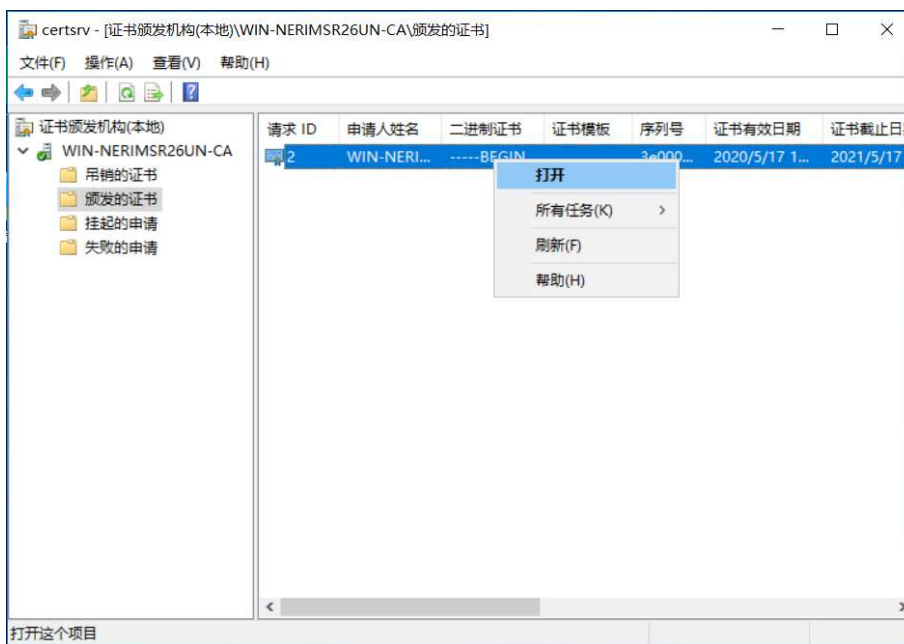 certsrv - [证书颁发机构(本地)\WIN-NERIMSR26UN-CA\颁发的证书]
文件(F) 操作(A) 查看(V) 帮助(H)
证书颁发机构(本地)
WIN-NERIMSR26UN-CA
吊销的证书
颁发的证书
挂起的申请
失败的申请
请求 ID 申请人姓名 二进制证书 证书模板 序列号 证书有效日期 证书截止日
2 WIN-NERI... -----BEGIN 3e000... 2020/5/17 1... 2021/5/17
打开
所有任务(K)
刷新(F)
帮助(H)
打开这个项目